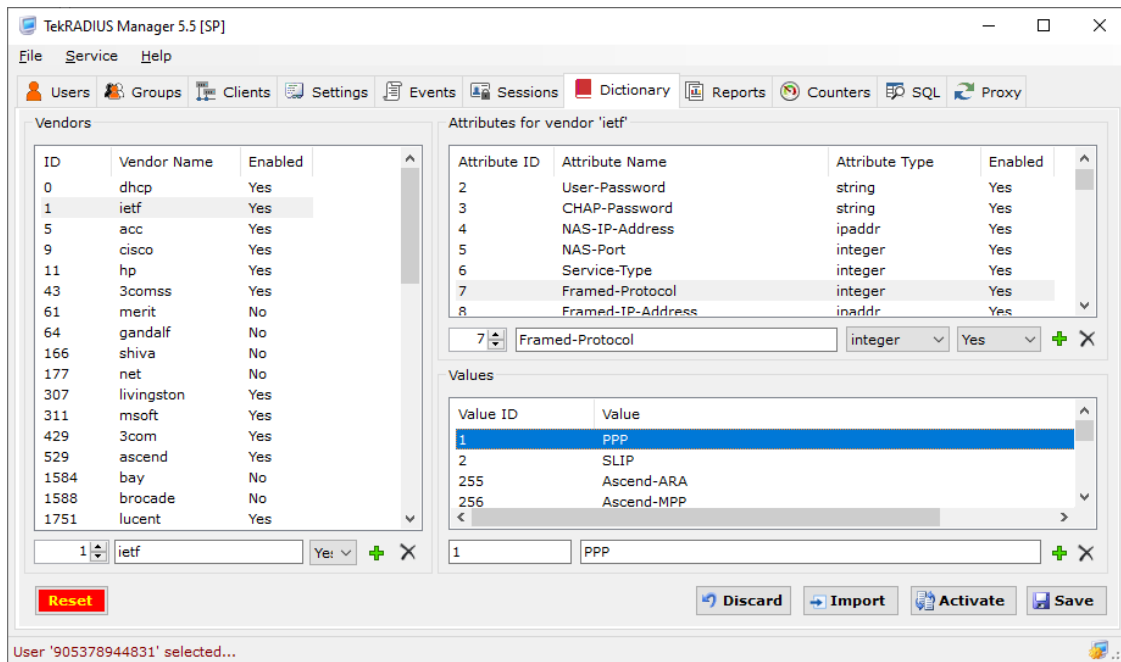 TekRADIUS Manager 5.5 [SP]
File Service Help
Users Groups Clients Settings Events Sessions Dictionary Reports Counters SQL Proxy
Vendors
ID Vendor Name Enabled
0 dhcp Yes
1 ietf Yes
5 acc Yes
9 cisco Yes
11 hp Yes
43 3comss Yes
61 merit No
64 gandalf No
166 shiva No
177 net No
307 livingston Yes
311 msoft Yes
429 3com Yes
529 ascend Yes
1584 bay No
1588 brocade No
1751 lucent Yes
1 ietf Yes
Attributes for vendor 'ietf'
Attribute ID Attribute Name Attribute Type Enabled
2 User-Password string Yes
3 CHAP-Password string Yes
4 NAS-IP-Address ipaddr Yes
5 NAS-Port integer Yes
6 Service-Type integer Yes
7 Framed-Protocol integer Yes
8 Framed-IP-Address ipaddr Yes
7 Framed-Protocol integer Yes
Values
Value ID Value
1 PPP
2 SLIP
255 Ascend-ARA
256 Ascend-MPP
1 PPP
Reset Discard Import Activate Save
User '905378944831' selected...